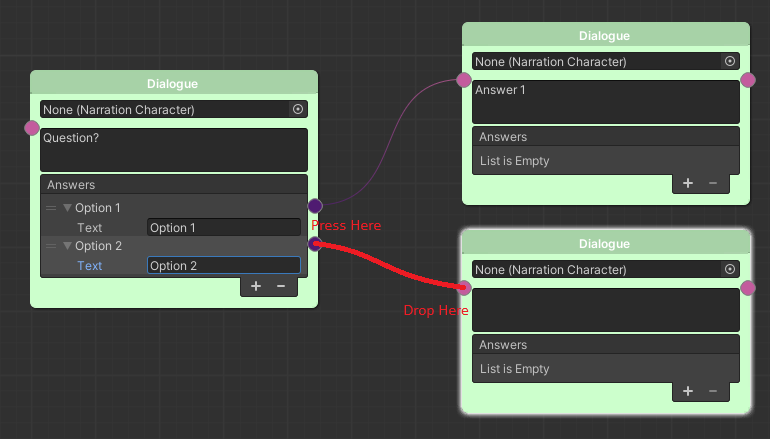 Dialogue
None (Narration Character)
Question?
Answers
Option 1
Text Option 1
Option 2
Text Option 2
Press Here
Drop Here
Dialogue
None (Narration Character)
Answer 1
Answers
List is Empty
Dialogue
None (Narration Character)
Answers
List is Empty